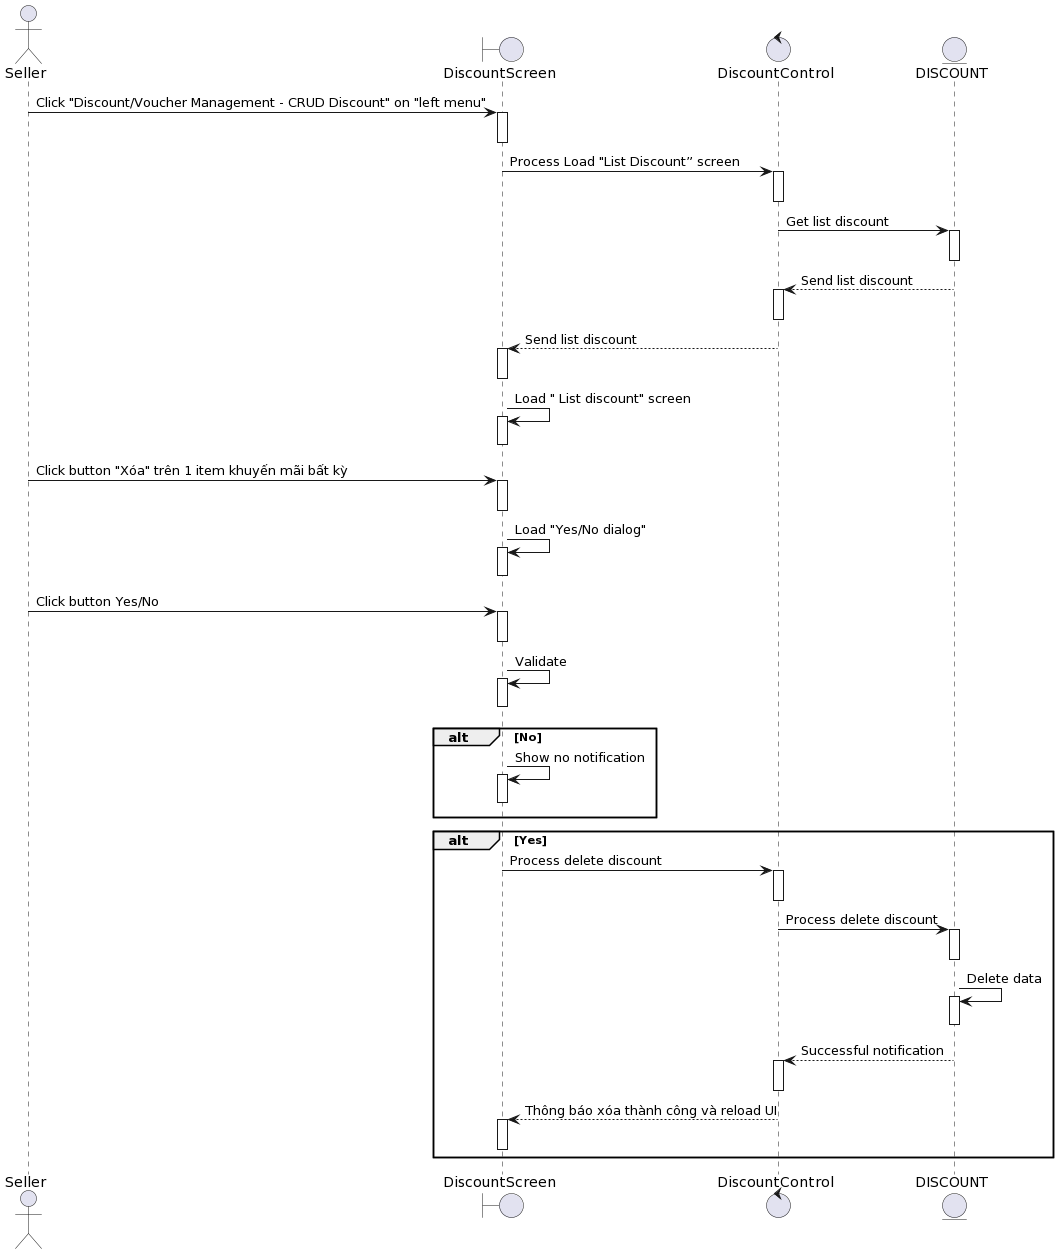 Seller
DiscountScreen
DiscountControl
DISCOUNT
Click "Discount/Voucher Management - CRUD Discount" on "left menu"
Process Load "List Discount” screen
Get list discount
Send list discount
Send list discount
Load " List discount" screen
Click button "Xóa" trên 1 item khuyến mãi bất kỳ
Load "Yes/No dialog"
Click button Yes/No
Validate
alt [No]
Show no notification
alt [Yes]
Process delete discount
Process delete discount
Delete data
Successful notification
Thông báo xóa thành công và reload UI
Seller
DiscountScreen
DiscountControl
DISCOUNT